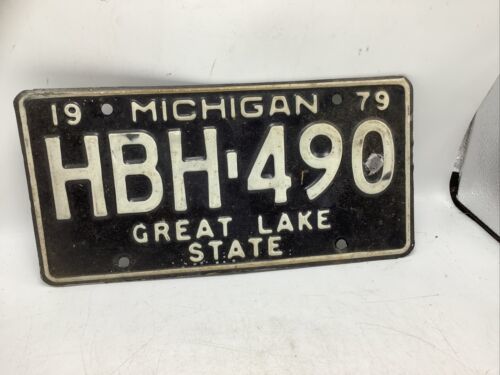 19 MICHIGAN 79
HBH-490
GREAT LAKE
STATE